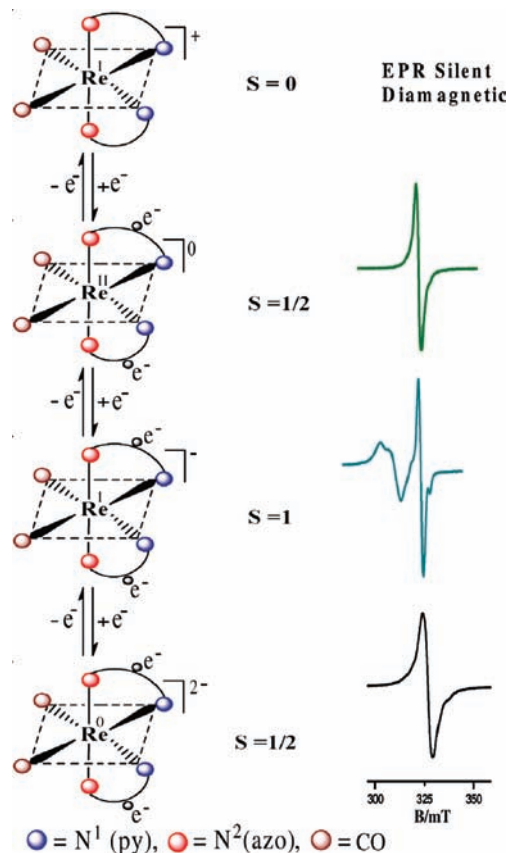 +
I
Re
S = 0
EPR Silent
Diamagnetic
- e⁻ +e⁻
e⁻
0
II
Re
S =1/2
e⁻
- e⁻ +e⁻
e⁻
-
I
Re
S =1
e⁻
- e⁻ +e⁻
e⁻
2-
0
Re
S =1/2
e⁻
300 325 350
B/mT
= N¹ (py), = N²(azo), = CO